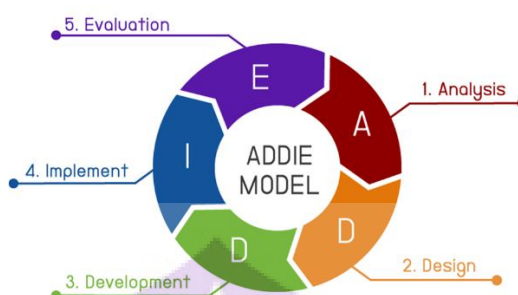 5. Evaluation
1. Analysis
E
A
4. Implement
I
ADDIE
MODEL
D
D
3. Development
2. Design